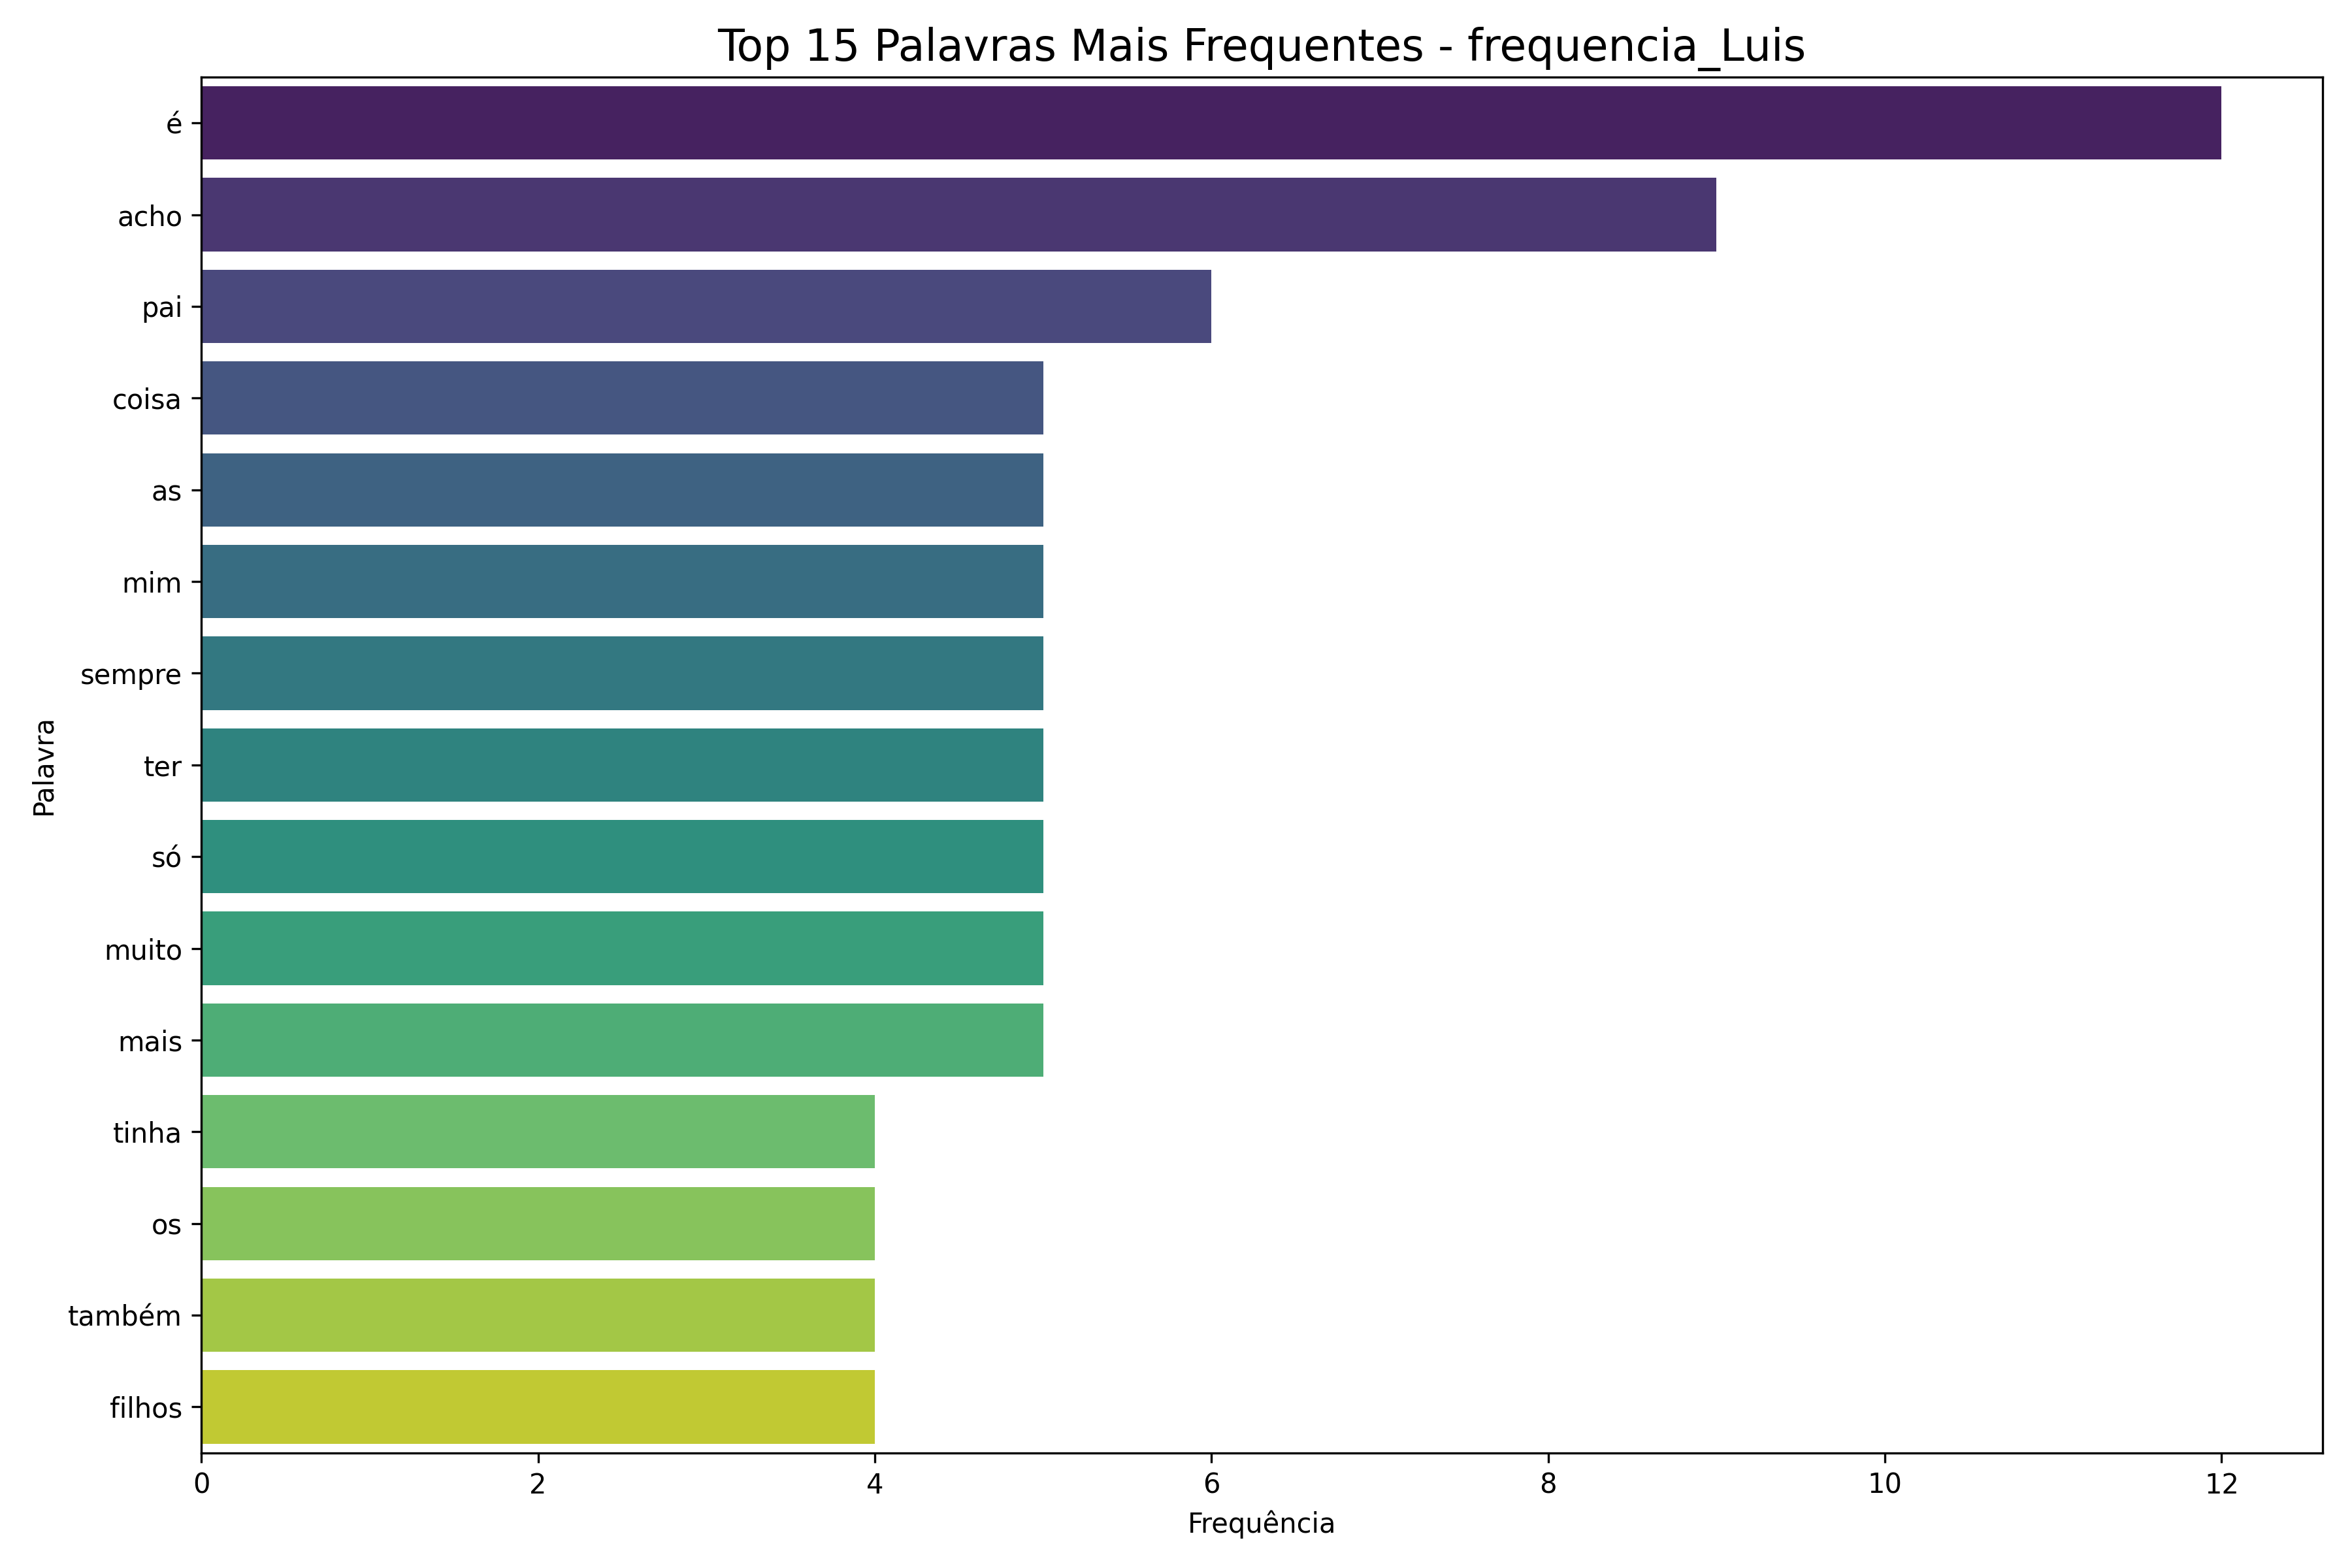 Top 15 Palavras Mais Frequentes - frequencia_Luis
é
acho
pai
coisa
as
mim
sempre
ter
só
muito
mais
tinha
os
também
filhos
Palavra
0 2 4 6 8 10 12
Frequência